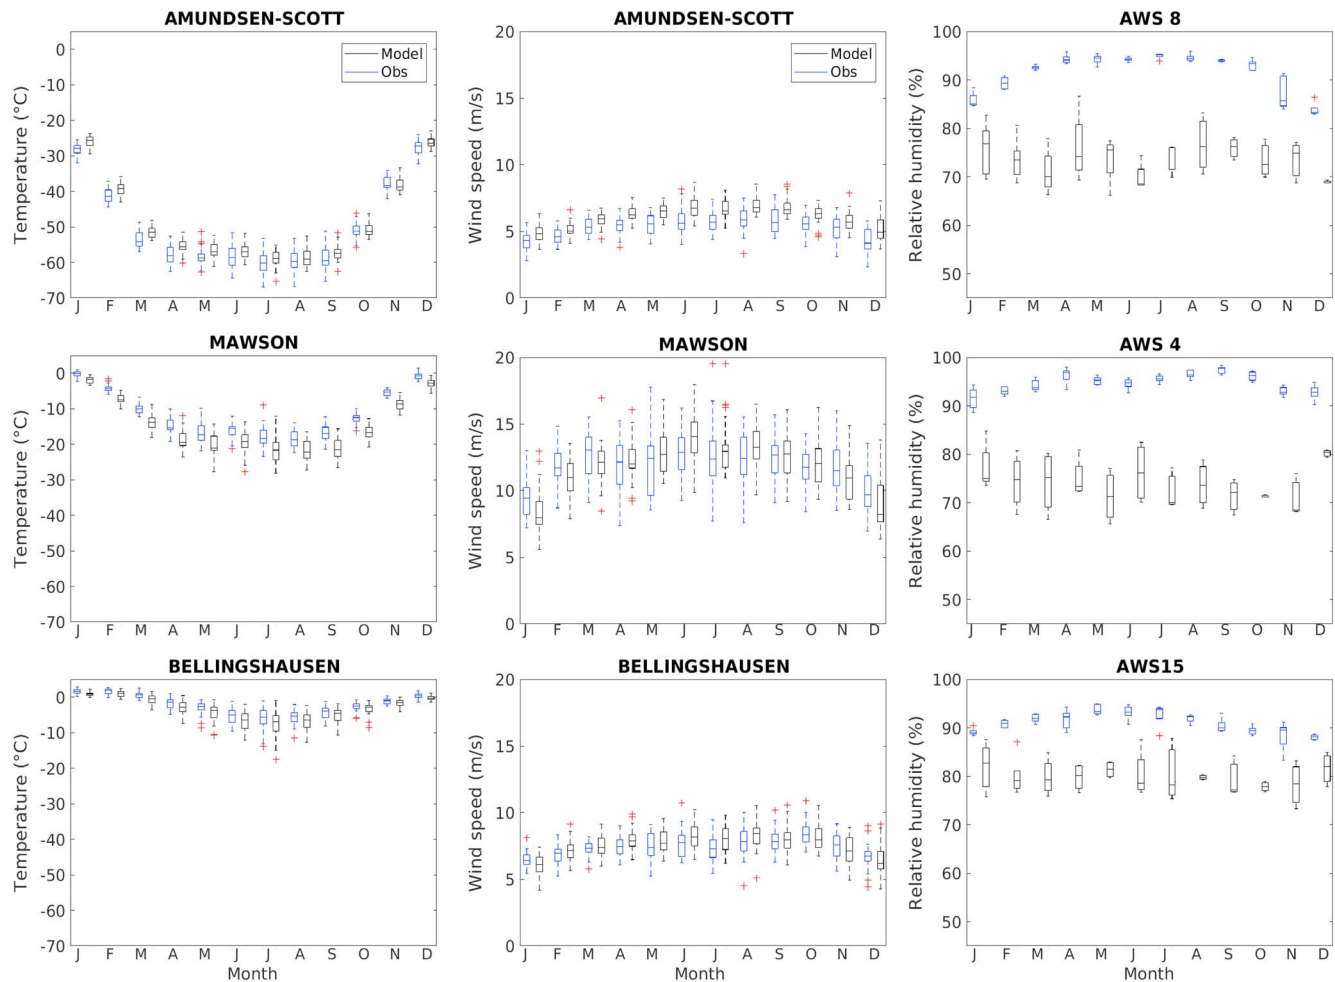 AMUNDSEN-SCOTT
Temperature (°C)
0
-10
-20
-30
-40
-50
-60
-70
J F M A M J J A S O N D
Model
Obs
AMUNDSEN-SCOTT
Wind speed (m/s)
20
15
10
5
0
J F M A M J J A S O N D
Model
Obs
AWS 8
Relative humidity (%)
100
90
80
70
60
50
J F M A M J J A S O N D
MAWSON
Temperature (°C)
0
-10
-20
-30
-40
-50
-60
-70
J F M A M J J A S O N D
MAWSON
Wind speed (m/s)
20
15
10
5
0
J F M A M J J A S O N D
AWS 4
Relative humidity (%)
100
90
80
70
60
50
J F M A M J J A S O N D
BELLINGSHAUSEN
Temperature (°C)
0
-10
-20
-30
-40
-50
-60
-70
J F M A M J J A S O N D
Month
BELLINGSHAUSEN
Wind speed (m/s)
20
15
10
5
0
J F M A M J J A S O N D
AWS15
Relative humidity (%)
100
90
80
70
60
50
J F M A M J J A S O N D
Month